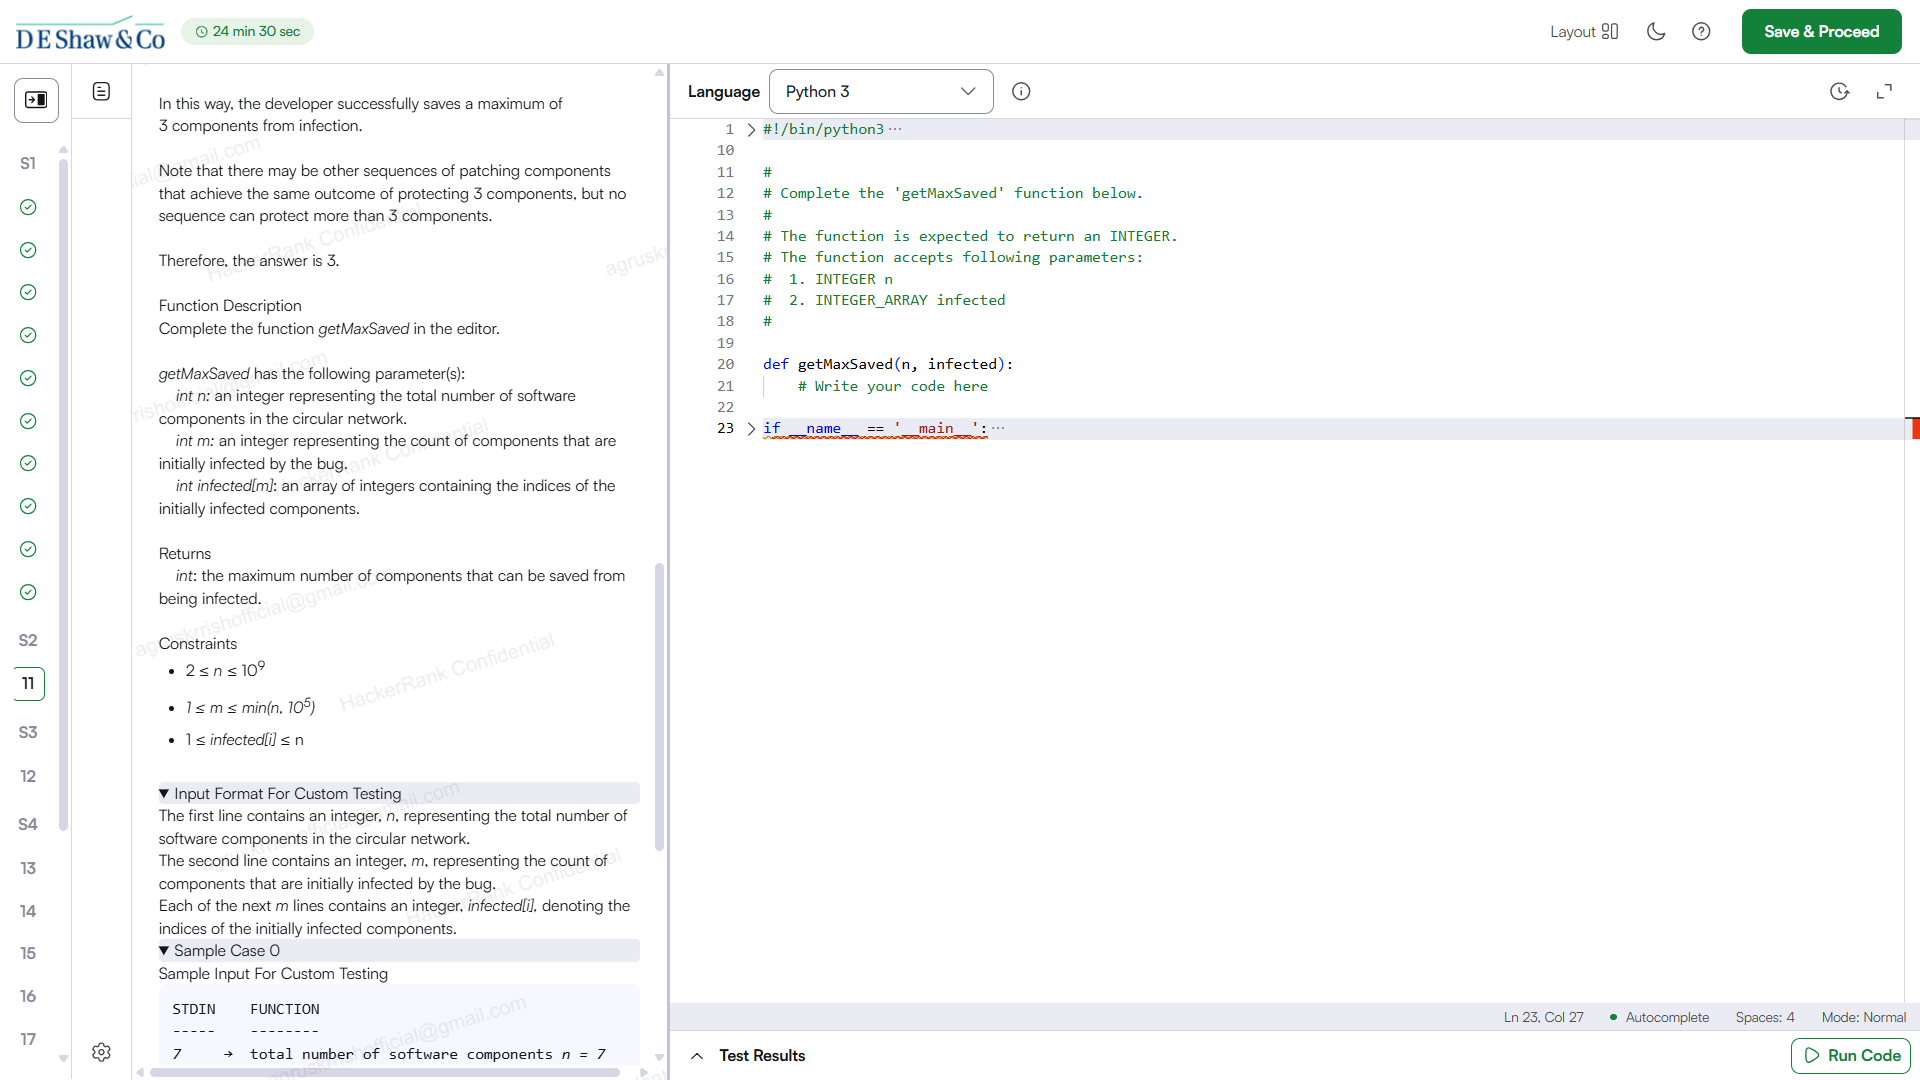 DE Shaw & Co
24 min 30 sec
Layout
Save & Proceed
S1
S2
11
S3
12
S4
13
14
15
16
17
In this way, the developer successfully saves a maximum of
3 components from infection.
Note that there may be other sequences of patching components
that achieve the same outcome of protecting 3 components, but no
sequence can protect more than 3 components.
Therefore, the answer is 3.
Function Description
Complete the function getMaxSaved in the editor.
getMaxSaved has the following parameter(s):
int n: an integer representing the total number of software
components in the circular network.
int m: an integer representing the count of components that are
initially infected by the bug.
int infected[m]: an array of integers containing the indices of the
initially infected components.
Returns
int: the maximum number of components that can be saved from
being infected.
Constraints
• 2 ≤ n ≤ 10^9
• 1 ≤ m ≤ min(n, 10^5)
• 1 ≤ infected[i] ≤ n
▼ Input Format For Custom Testing
The first line contains an integer, n, representing the total number of
software components in the circular network.
The second line contains an integer, m, representing the count of
components that are initially infected by the bug.
Each of the next m lines contains an integer, infected[i], denoting the
indices of the initially infected components.
▼ Sample Case 0
Sample Input For Custom Testing
STDIN    FUNCTION
-----    --------
7    →    total number of software components n = 7
HackerRank Confidential
Language
Python 3
1 #!/bin/python3 ···
10
11 #
12 # Complete the 'getMaxSaved' function below.
13 #
14 # The function is expected to return an INTEGER.
15 # The function accepts following parameters:
16 #  1. INTEGER n
17 #  2. INTEGER_ARRAY infected
18 #
19
20 def getMaxSaved(n, infected):
21     # Write your code here
22
23 if __name__ == '__main__': ···
Ln 23, Col 27
Autocomplete
Spaces: 4
Mode: Normal
Test Results
Run Code